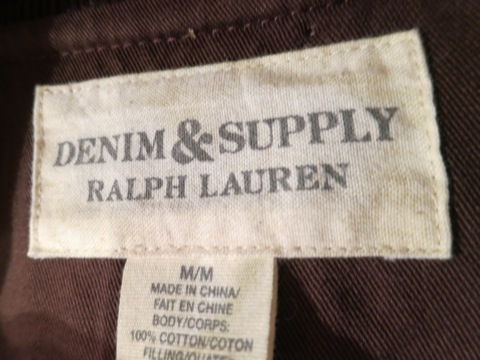 DENIM & SUPPLY
RALPH LAUREN
M/M
MADE IN CHINA/
FAIT EN CHINE
BODY/CORPS:
100% COTTON/COTON